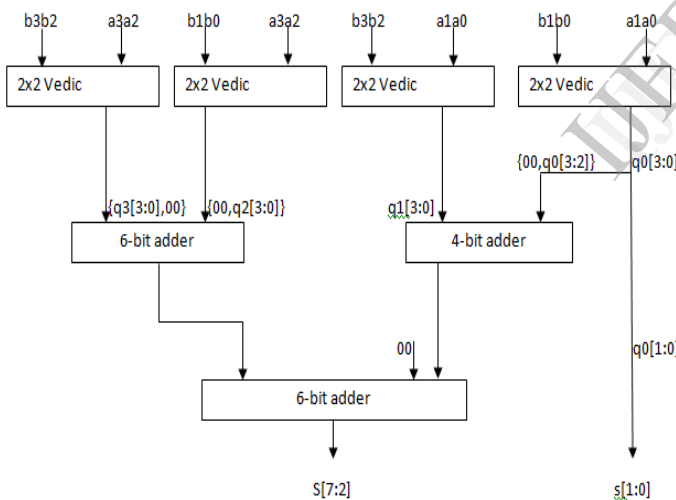 b3b2 a3a2 b1b0 a3a2 b3b2 a1a0 b1b0 a1a0
2x2 Vedic 2x2 Vedic 2x2 Vedic 2x2 Vedic
{00,q0[3:2]} q0[3:0]
{q3[3:0],00} {00,q2[3:0]} q1[3:0]
6-bit adder 4-bit adder
00 q0[1:0]
6-bit adder
S[7:2] s[1:0]